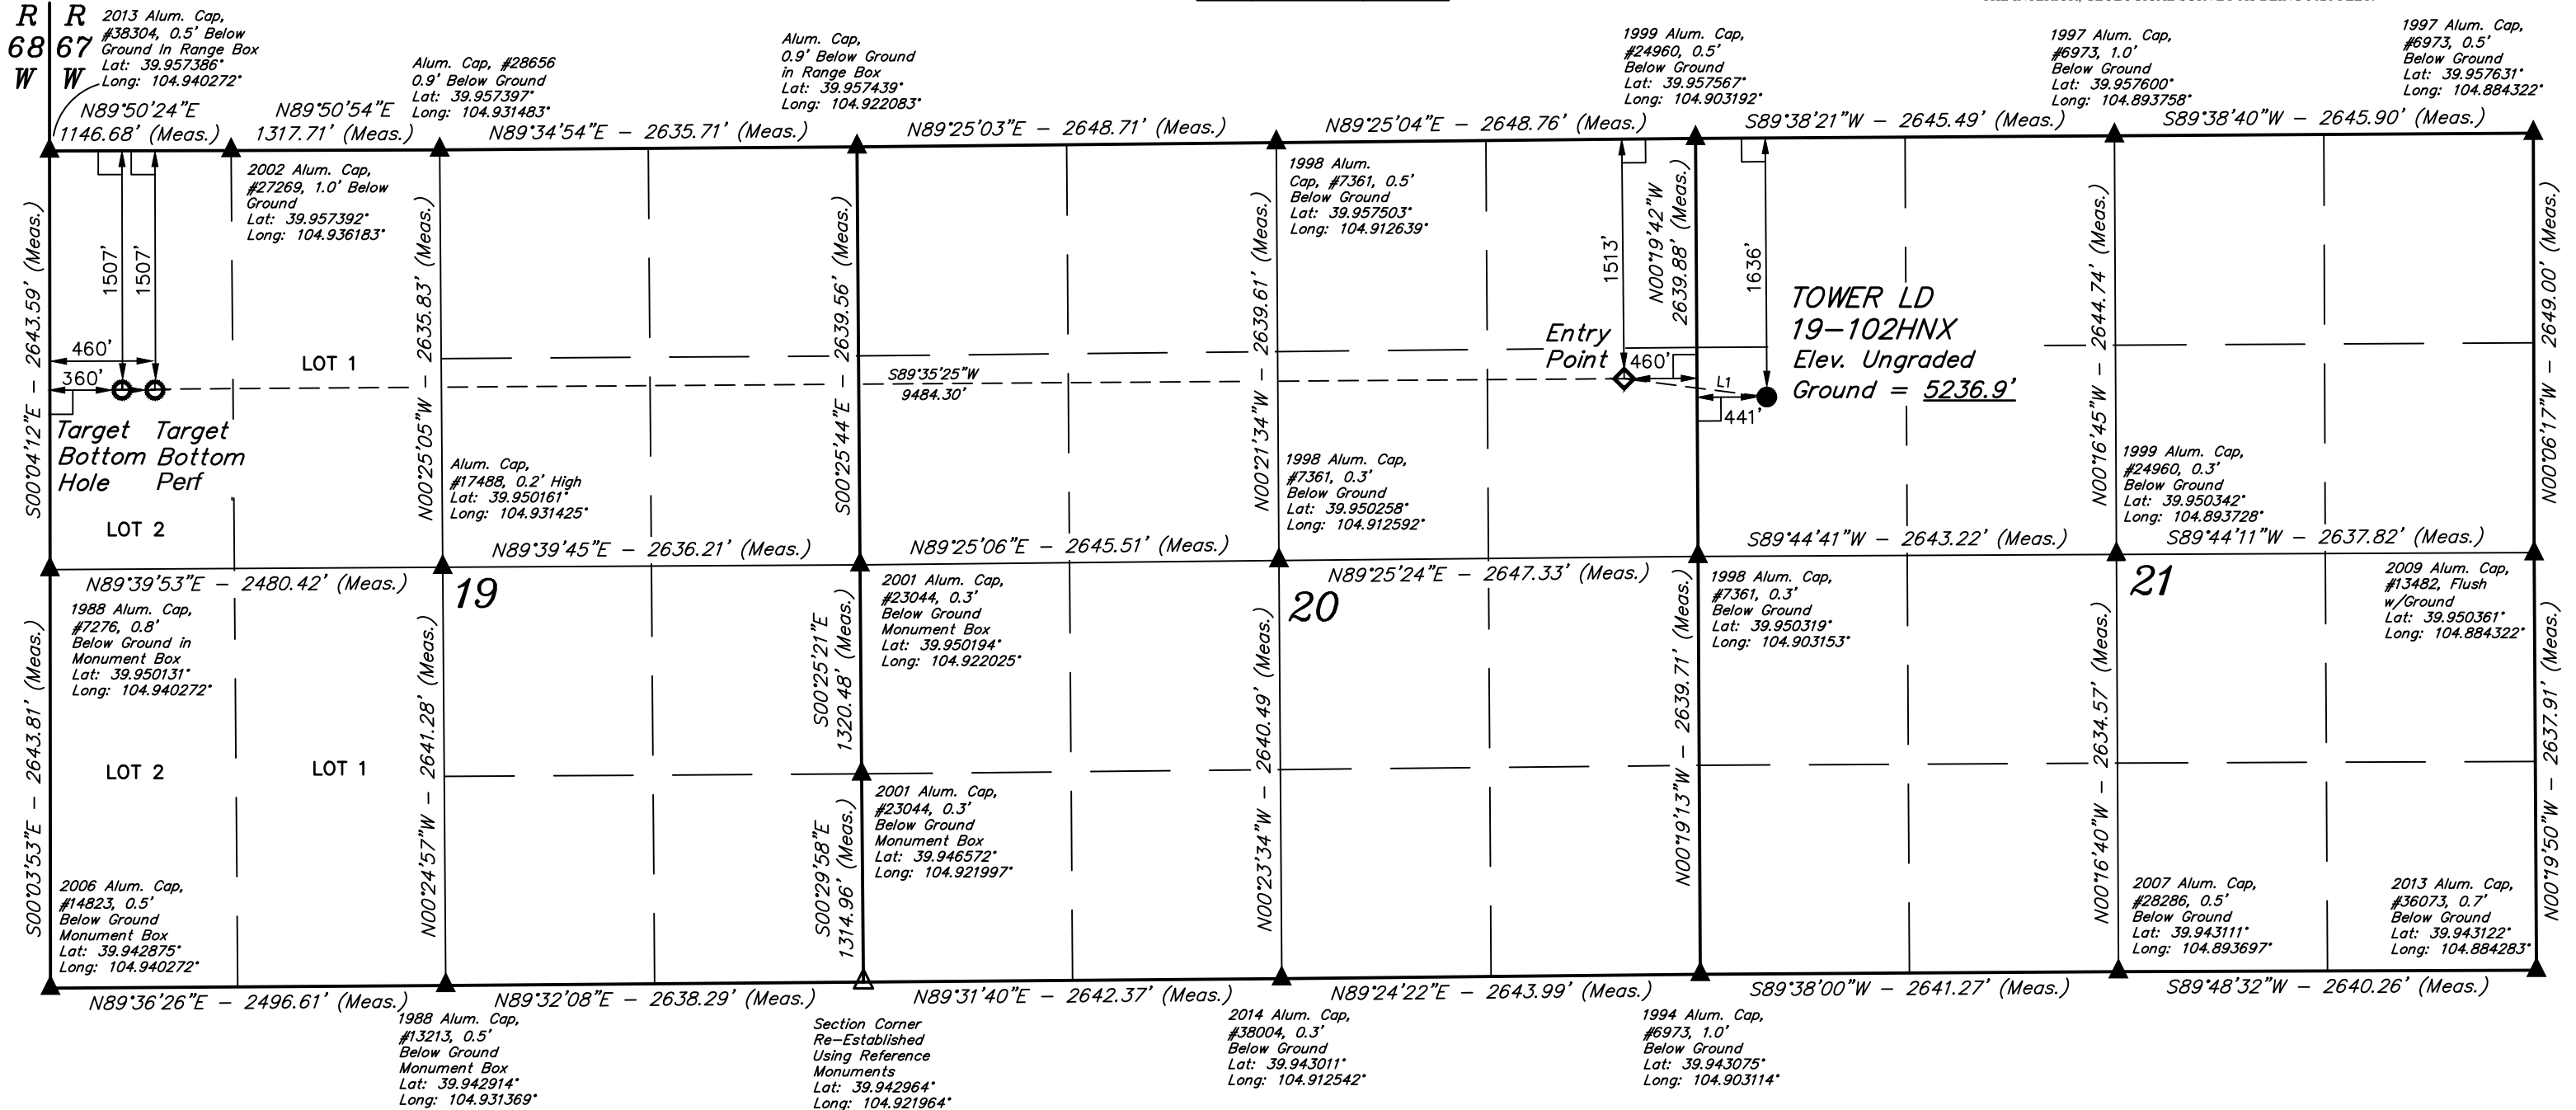 R R
68 67
W W
2013 Alum. Cap,
#38304, 0.5' Below
Ground In Range Box
Lat: 39.957386°
Long: 104.940272°
Alum. Cap, #28656
0.9' Below Ground
Lat: 39.957397°
Long: 104.931483°
Alum. Cap,
0.9' Below Ground
in Range Box
Lat: 39.957439°
Long: 104.922083°
1999 Alum. Cap,
#24960, 0.5'
Below Ground
Lat: 39.957567°
Long: 104.903192°
1997 Alum. Cap,
#6973, 1.0'
Below Ground
Lat: 39.957600°
Long: 104.893758°
1997 Alum. Cap,
#6973, 0.5'
Below Ground
Lat: 39.957631°
Long: 104.884322°
N89°50'24"E
1146.68' (Meas.)
N89°50'54"E
1317.71' (Meas.)
N89°34'54"E – 2635.71' (Meas.)
N89°25'03"E – 2648.71' (Meas.)
N89°25'04"E – 2648.76' (Meas.)
S89°38'21"W – 2645.49' (Meas.)
S89°38'40"W – 2645.90' (Meas.)
2002 Alum. Cap,
#27269, 1.0' Below
Ground
Lat: 39.957392°
Long: 104.936183°
1998 Alum.
Cap, #7361, 0.5'
Below Ground
Lat: 39.957503°
Long: 104.912639°
S00°04'12"E – 2643.59' (Meas.)
1507'
1507'
N00°25'05"W – 2635.83' (Meas.)
S00°25'44"E – 2639.56' (Meas.)
N00°21'34"W – 2639.61' (Meas.)
1513'
N00°19'42"W
2639.88' (Meas.)
1636'
N00°16'45"W – 2644.74' (Meas.)
N00°06'17"W – 2649.00' (Meas.)
TOWER LD
19–102HNX
Elev. Ungraded
Ground = 5236.9'
Entry
Point
460'
460'
360'
LOT 1
S89°35'25"W
9484.30'
L1
441'
Target
Bottom
Hole
Target
Bottom
Perf
LOT 2
Alum. Cap,
#17488, 0.2' High
Lat: 39.950161°
Long: 104.931425°
1998 Alum. Cap,
#7361, 0.3'
Below Ground
Lat: 39.950258°
Long: 104.912592°
1999 Alum. Cap,
#24960, 0.3'
Below Ground
Lat: 39.950342°
Long: 104.893728°
N89°39'45"E – 2636.21' (Meas.)
N89°25'06"E – 2645.51' (Meas.)
S89°44'41"W – 2643.22' (Meas.)
S89°44'11"W – 2637.82' (Meas.)
N89°39'53"E – 2480.42' (Meas.)
N89°25'24"E – 2647.33' (Meas.)
19
20
21
1988 Alum. Cap,
#7276, 0.8'
Below Ground in
Monument Box
Lat: 39.950131°
Long: 104.940272°
2001 Alum. Cap,
#23044, 0.3'
Below Ground
Monument Box
Lat: 39.950194°
Long: 104.922025°
1998 Alum. Cap,
#7361, 0.3'
Below Ground
Lat: 39.950319°
Long: 104.903153°
2009 Alum. Cap,
#13482, Flush
w/Ground
Lat: 39.950361°
Long: 104.884322°
S00°03'53"E – 2643.81' (Meas.)
N00°24'57"W – 2641.28' (Meas.)
S00°25'21"E
1320.48' (Meas.)
N00°23'34"W – 2640.49' (Meas.)
N00°19'13"W – 2639.71' (Meas.)
N00°16'40"W – 2634.57' (Meas.)
N00°19'50"W – 2637.91' (Meas.)
LOT 2
LOT 1
2001 Alum. Cap,
#23044, 0.3'
Below Ground
Monument Box
Lat: 39.946572°
Long: 104.921997°
S00°29'58"E
1314.96' (Meas.)
2006 Alum. Cap,
#14823, 0.5'
Below Ground
Monument Box
Lat: 39.942875°
Long: 104.940272°
2007 Alum. Cap,
#28286, 0.5'
Below Ground
Lat: 39.943111°
Long: 104.893697°
2013 Alum. Cap,
#36073, 0.7'
Below Ground
Lat: 39.943122°
Long: 104.884283°
N89°36'26"E – 2496.61' (Meas.)
N89°32'08"E – 2638.29' (Meas.)
N89°31'40"E – 2642.37' (Meas.)
N89°24'22"E – 2643.99' (Meas.)
S89°38'00"W – 2641.27' (Meas.)
S89°48'32"W – 2640.26' (Meas.)
1988 Alum. Cap,
#13213, 0.5'
Below Ground
Monument Box
Lat: 39.942914°
Long: 104.931369°
Section Corner
Re–Established
Using Reference
Monuments
Lat: 39.942964°
Long: 104.921964°
2014 Alum. Cap,
#38004, 0.3'
Below Ground
Lat: 39.943011°
Long: 104.912542°
1994 Alum. Cap,
#6973, 1.0'
Below Ground
Lat: 39.943075°
Long: 104.903114°